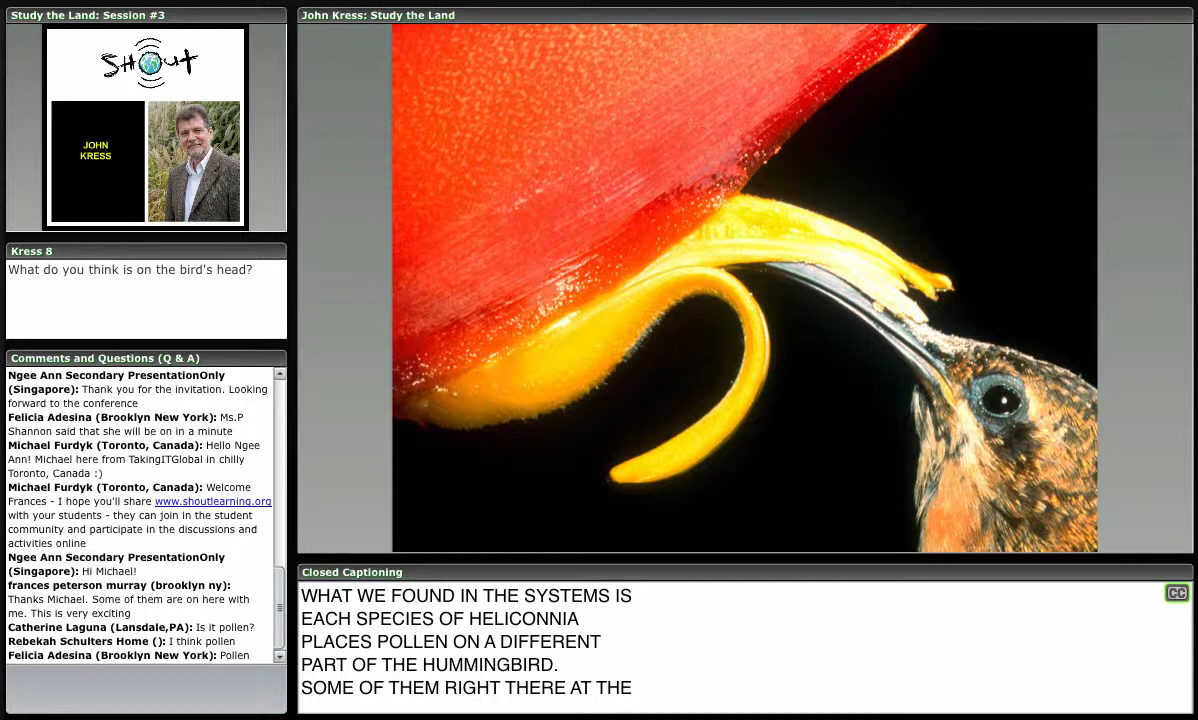 Study the Land: Session #3
SHOUT
JOHN
KRESS
Kress 8
What do you think is on the bird's head?
Comments and Questions (Q & A)
Ngee Ann Secondary PresentationOnly
(Singapore): Thank you for the invitation. Looking
forward to the conference
Felicia Adesina (Brooklyn New York): Ms.P
Shannon said that she will be on in a minute
Michael Furdyk (Toronto, Canada): Hello Ngee
Ann! Michael here from TakingITGlobal in chilly
Toronto, Canada :)
Michael Furdyk (Toronto, Canada): Welcome
Frances - I hope you'll share www.shoutlearning.org
with your students - they can join in the student
community and participate in the discussions and
activities online
Ngee Ann Secondary PresentationOnly
(Singapore): Hi Michael!
frances peterson murray (brooklyn ny):
Thanks Michael. Some of them are on here with
me. This is very exciting
Catherine Laguna (Lansdale,PA): Is it pollen?
Rebekah Schulters Home (): I think pollen
Felicia Adesina (Brooklyn New York): Pollen
John Kress: Study the Land
Closed Captioning
WHAT WE FOUND IN THE SYSTEMS IS
EACH SPECIES OF HELICONNIA
PLACES POLLEN ON A DIFFERENT
PART OF THE HUMMINGBIRD.
SOME OF THEM RIGHT THERE AT THE
CC